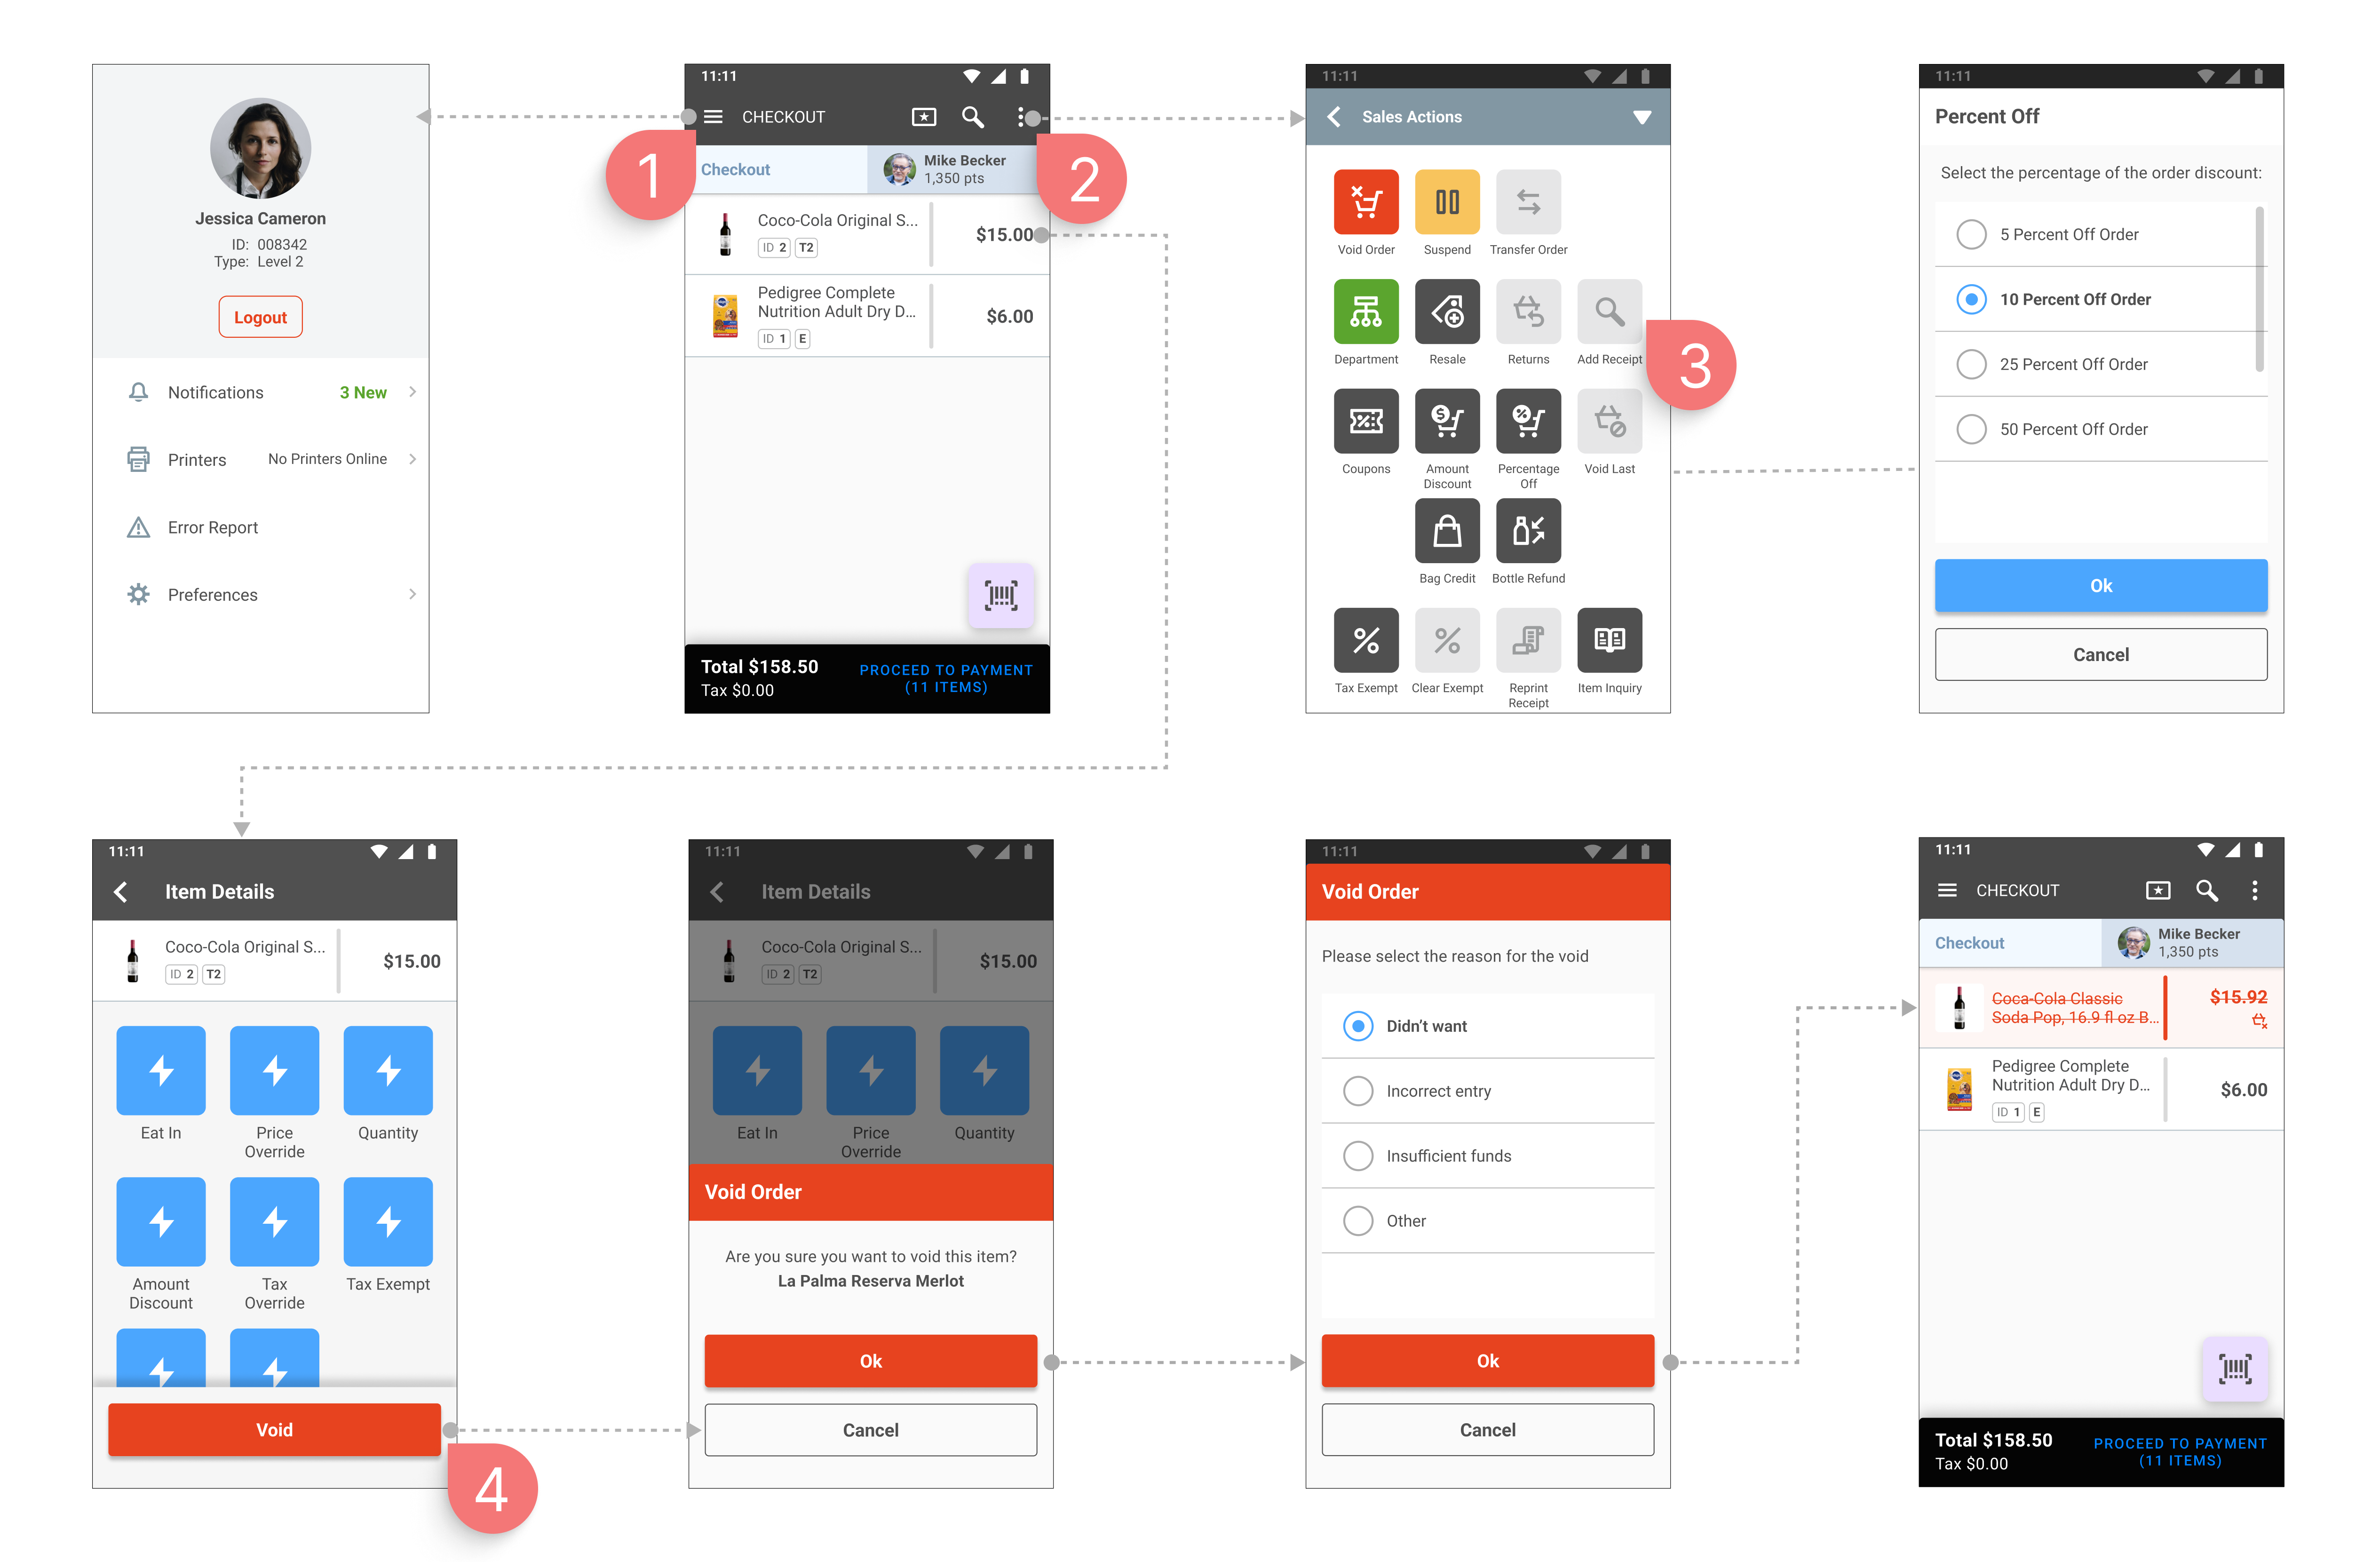 Jessica Cameron
ID: 008342
Type: Level 2
Logout
Notifications 3 New
Printers No Printers Online
Error Report
Preferences
11:11
CHECKOUT
1
2
Checkout
Mike Becker
1,350 pts
Coco-Cola Original S...
ID 2 T2
$15.00
Pedigree Complete
Nutrition Adult Dry D...
ID 1 E
$6.00
Total $158.50
Tax $0.00
PROCEED TO PAYMENT
(11 ITEMS)
11:11
Sales Actions
Void Order Suspend Transfer Order
Department Resale Returns Add Receipt
3
Coupons Amount Discount Percentage Off Void Last
Bag Credit Bottle Refund
Tax Exempt Clear Exempt Reprint Receipt Item Inquiry
11:11
Percent Off
Select the percentage of the order discount:
5 Percent Off Order
10 Percent Off Order
25 Percent Off Order
50 Percent Off Order
Ok
Cancel
11:11
Item Details
Coco-Cola Original S...
ID 2 T2
$15.00
Eat In Price Override Quantity
Amount Discount Tax Override Tax Exempt
Void
4
11:11
Item Details
Coco-Cola Original S...
ID 2 T2
$15.00
Eat In Price Override Quantity
Void Order
Are you sure you want to void this item?
La Palma Reserva Merlot
Ok
Cancel
11:11
Void Order
Please select the reason for the void
Didn't want
Incorrect entry
Insufficient funds
Other
Ok
Cancel
11:11
CHECKOUT
Checkout
Mike Becker
1,350 pts
Coca-Cola Classic
Soda Pop, 16.9 fl oz B...
$15.92
Pedigree Complete
Nutrition Adult Dry D...
ID 1 E
$6.00
Total $158.50
Tax $0.00
PROCEED TO PAYMENT
(11 ITEMS)